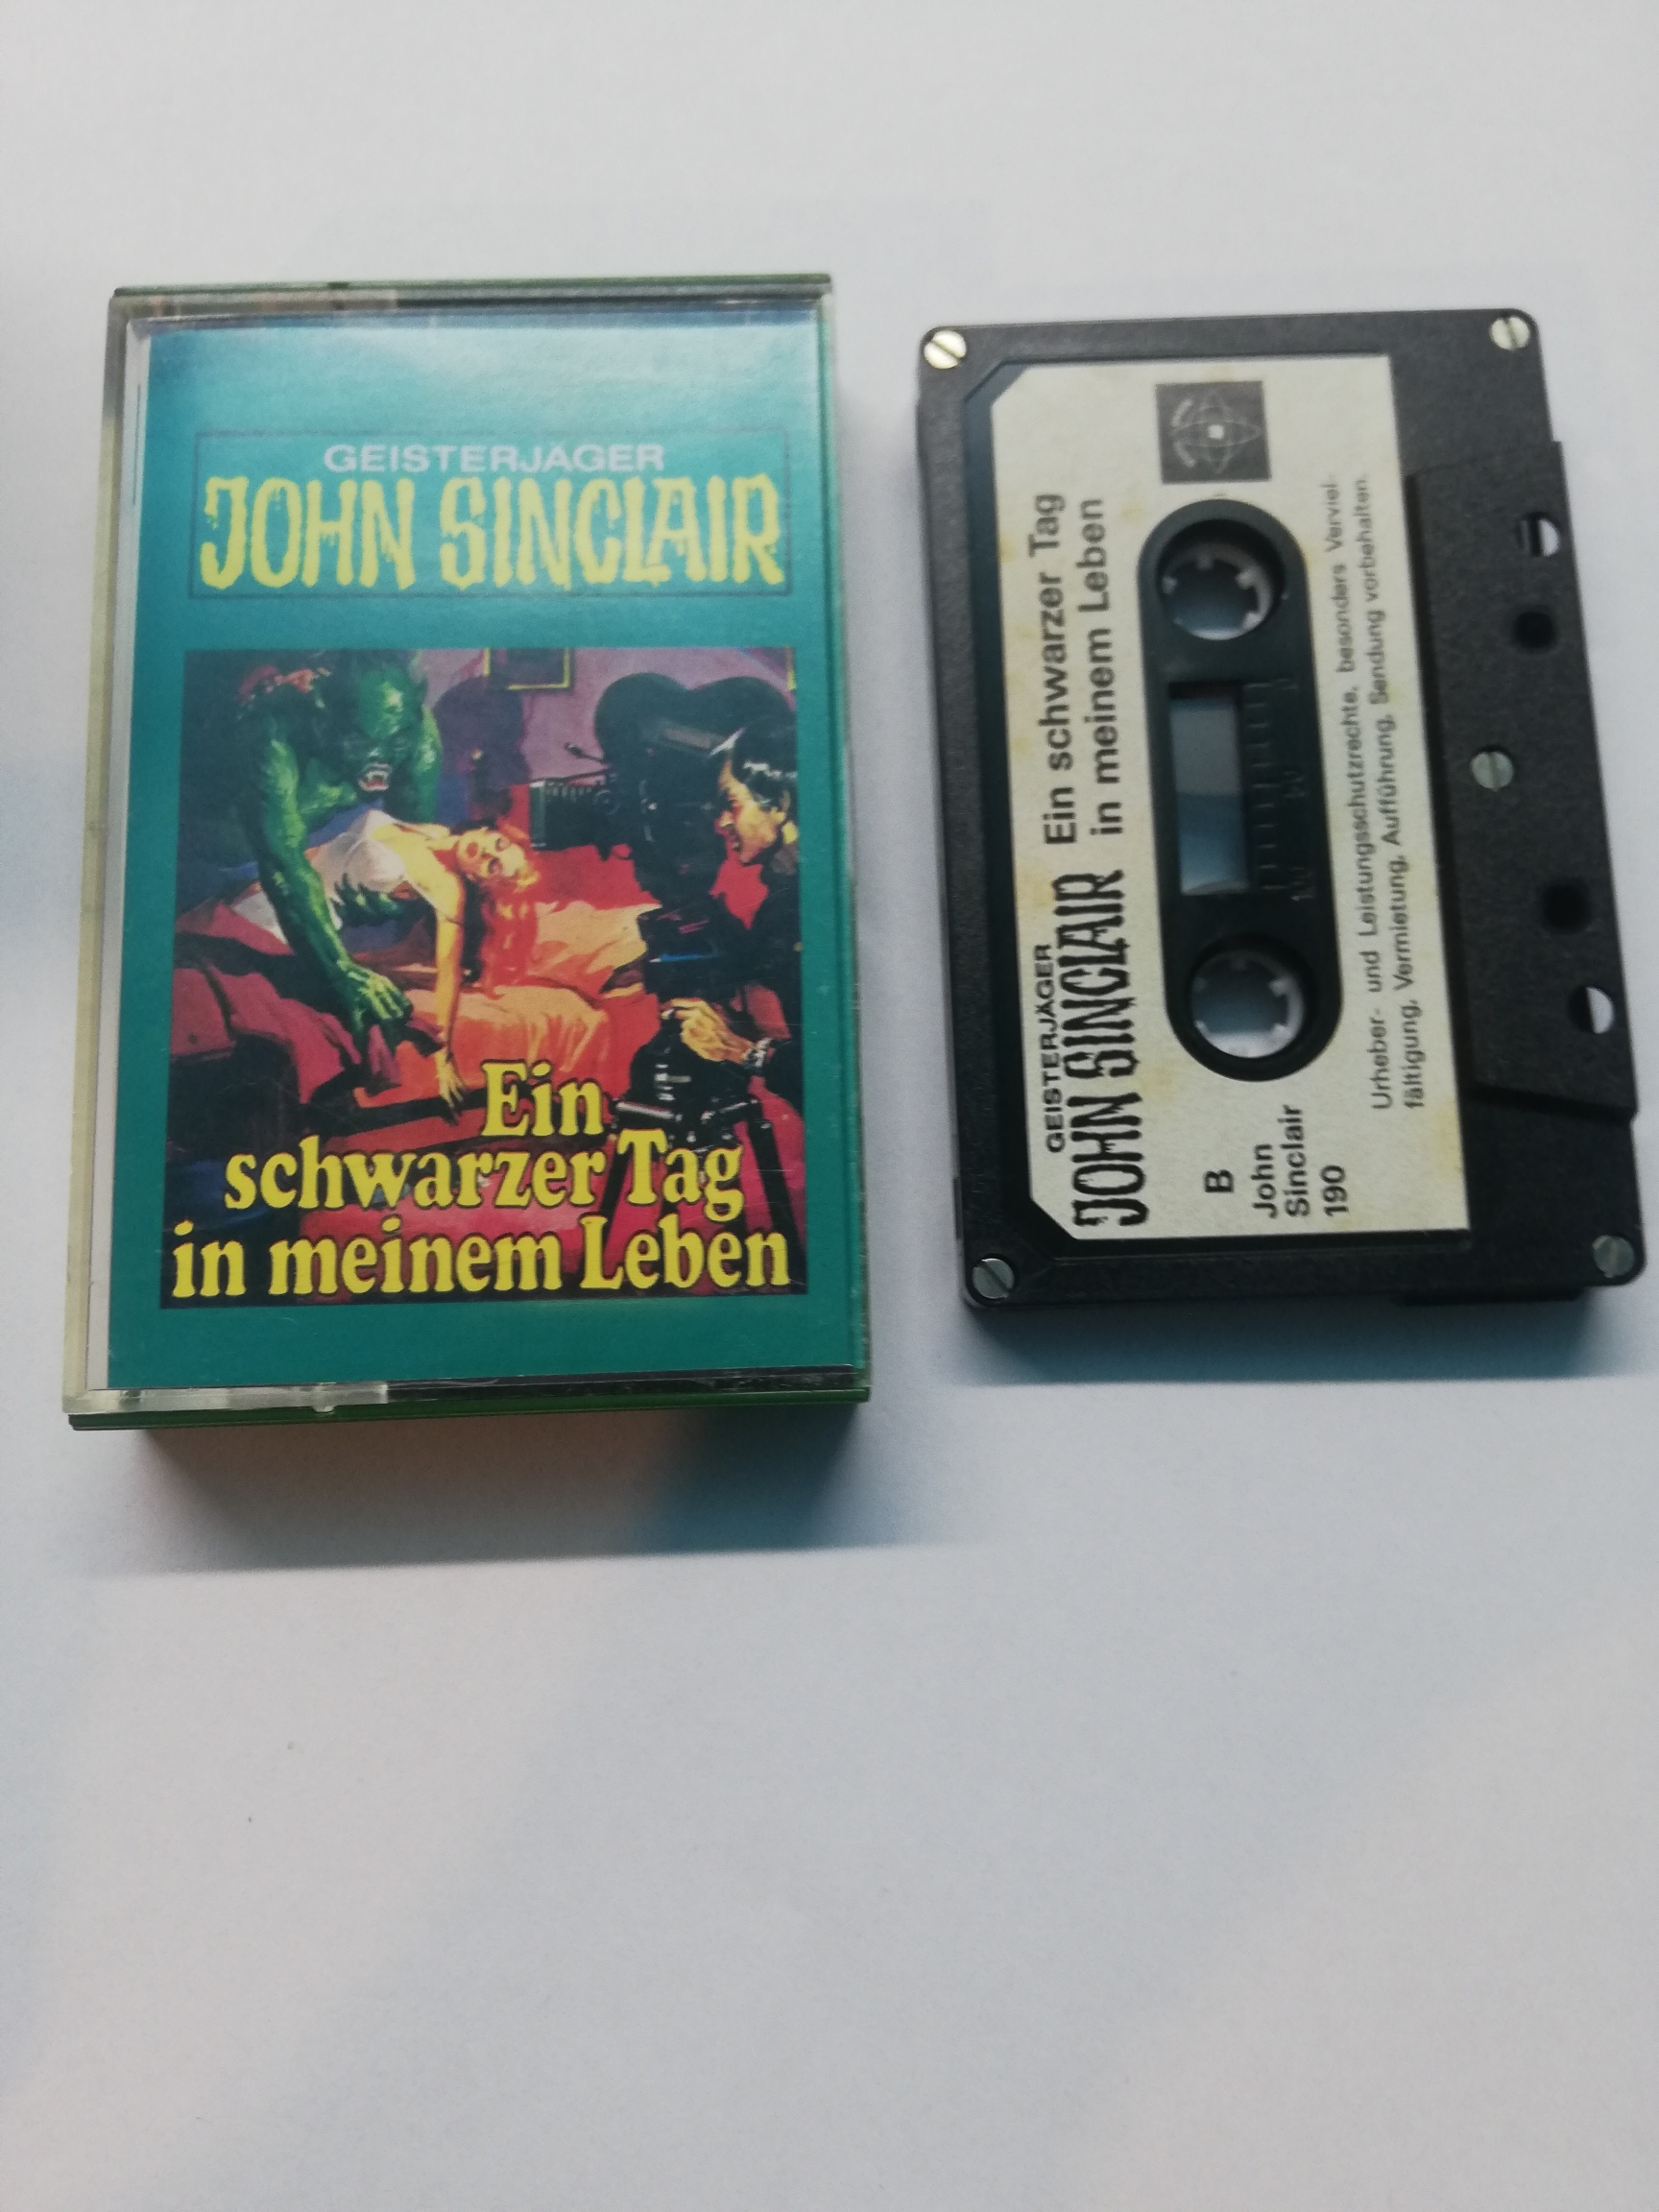 GEISTERJÄGER
JOHN SINCLAIR
Ein
schwarzer Tag
in meinem Leben
GEISTERJÄGER
JOHN SINCLAIR
Ein schwarzer Tag
in meinem Leben
B
John
Sinclair
190
Urheber- und Leistungsschutzrechte, besonders Verviel-
fältigung, Vermietung, Aufführung, Sendung vorbehalten.